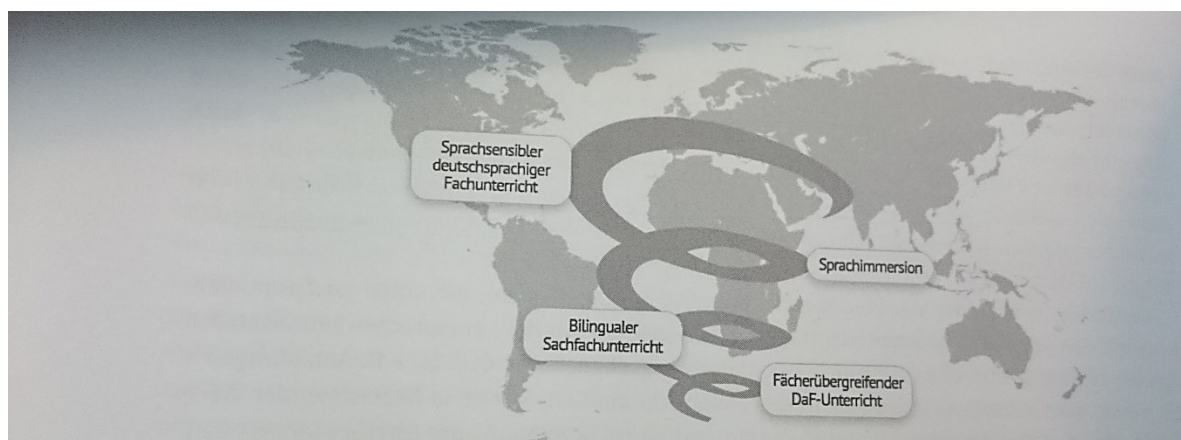 Sprachsensibler
deutschsprachiger
Fachunterricht
Sprachimmersion
Bilingualer
Sachfachunterricht
Fächerübergreifender
DaF-Unterricht